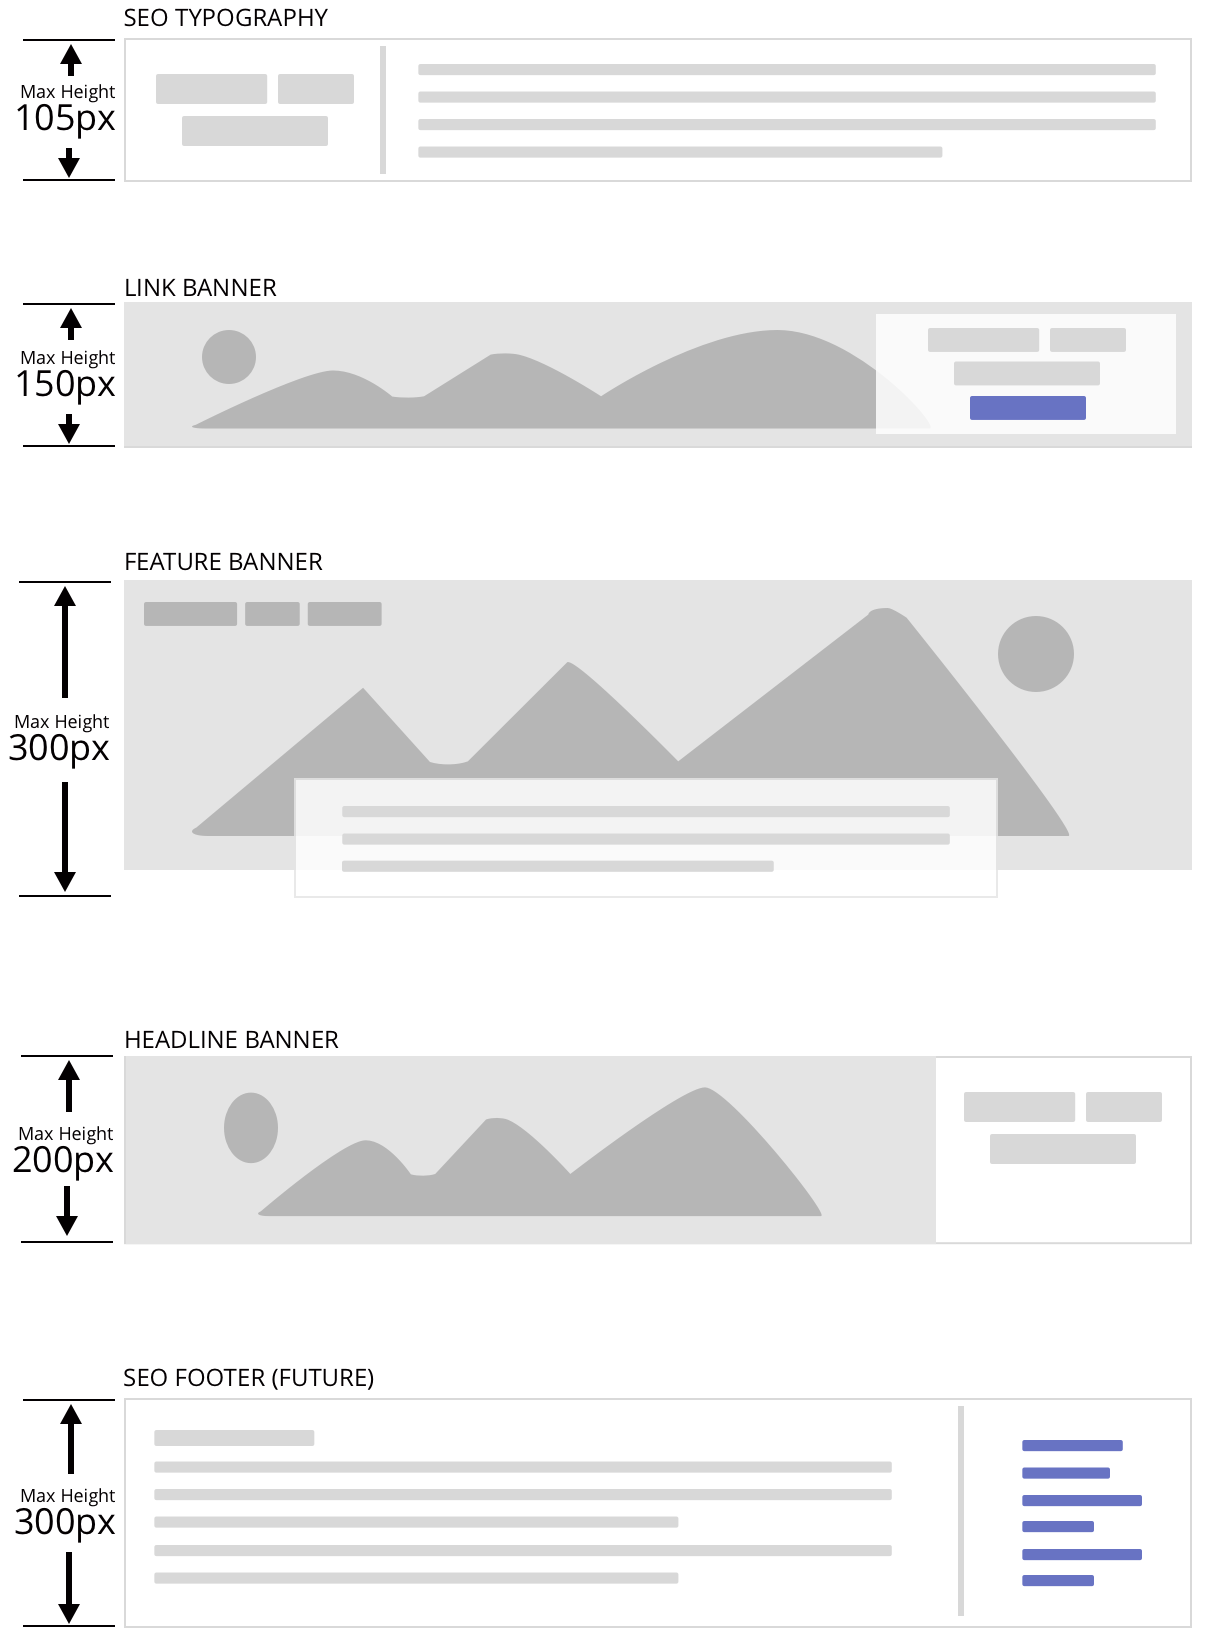 SEO TYPOGRAPHY
Max Height
105px
LINK BANNER
Max Height
150px
FEATURE BANNER
Max Height
300px
HEADLINE BANNER
Max Height
200px
SEO FOOTER (FUTURE)
Max Height
300px